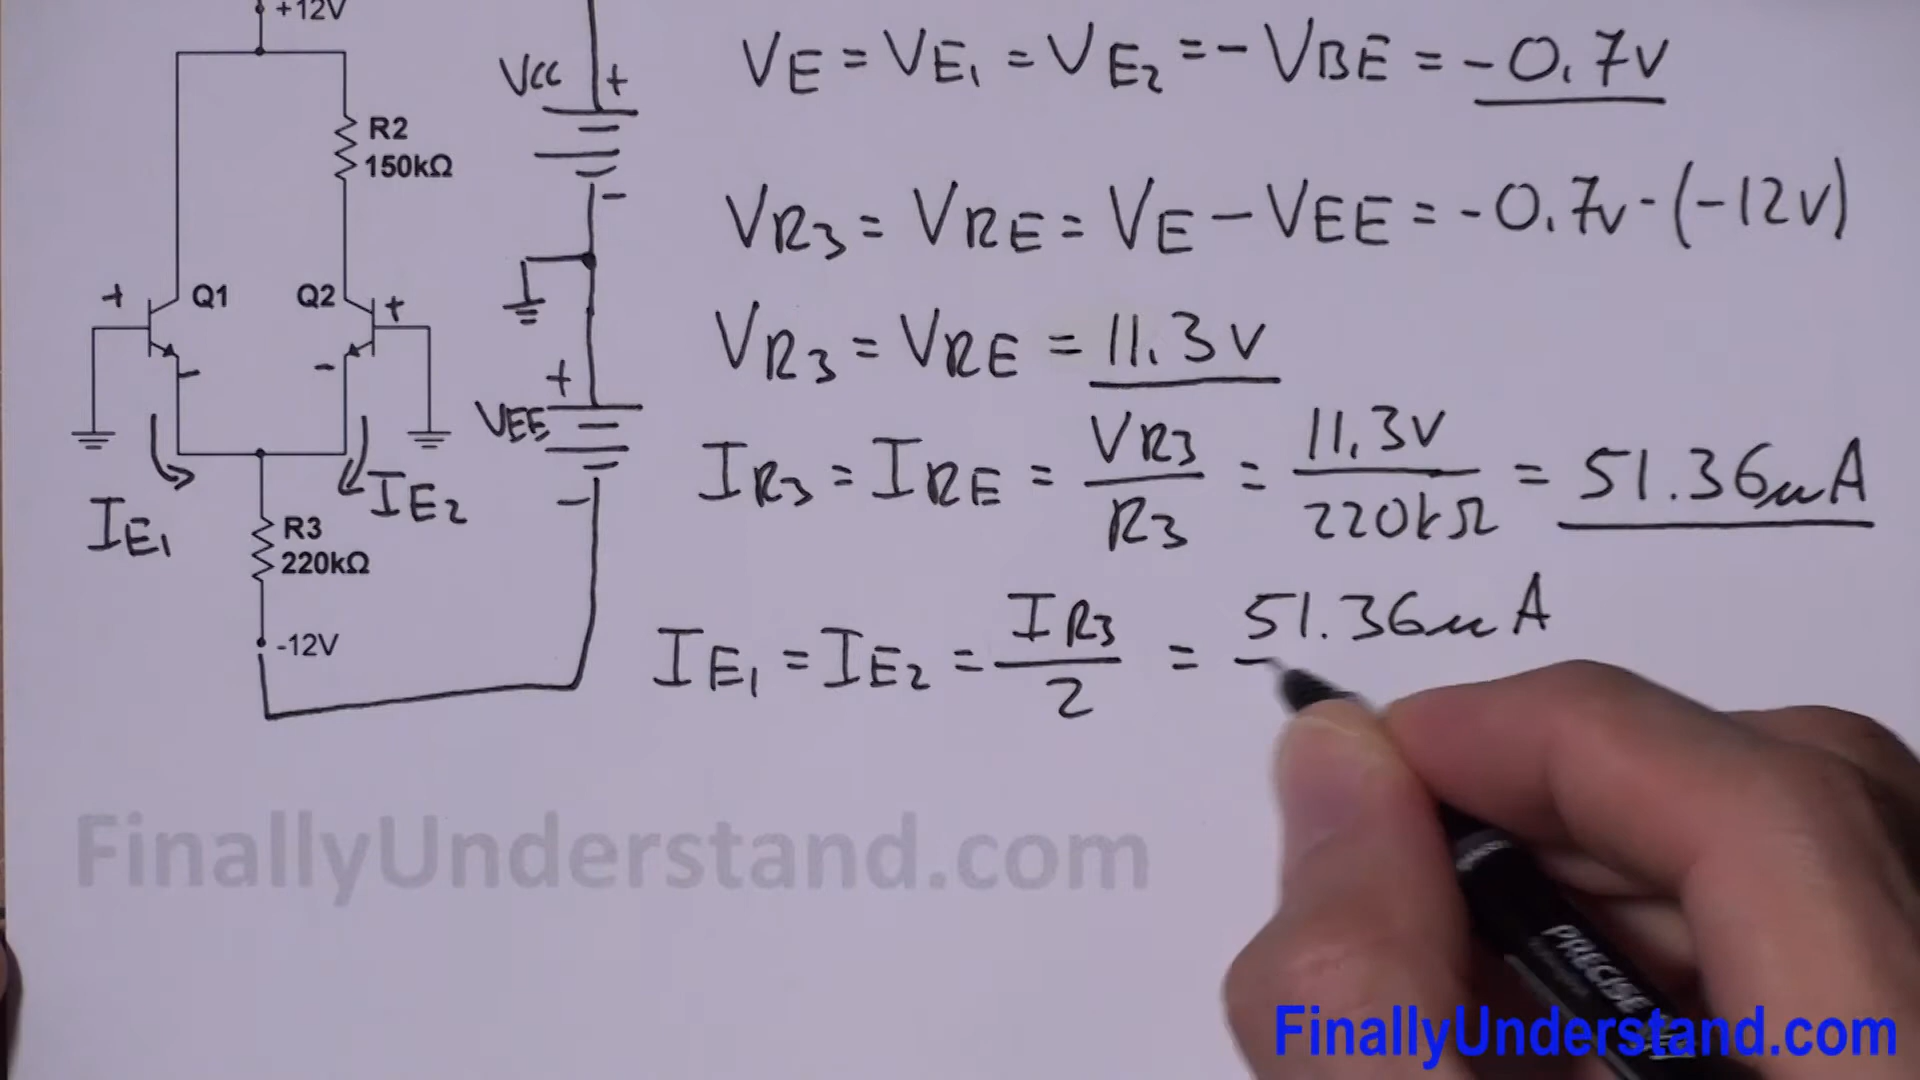 +12V
VCC +
VE = VE1 = VE2 = - VBE = -0.7V
R2
150kΩ
-
VR3 = VRE = VE - VEE = -0.7V - (-12V)
+ Q1 Q2 +
VR3 = VRE = 11.3V
- -
+
VEE
-
IR3 = IRE = VR3 / R3 = 11.3V / 220kΩ = 51.36uA
IE1 IE2
R3
220kΩ
-12V
IE1 = IE2 = IR3 / 2 = 51.36uA
FinallyUnderstand.com
PRECISE
FinallyUnderstand.com